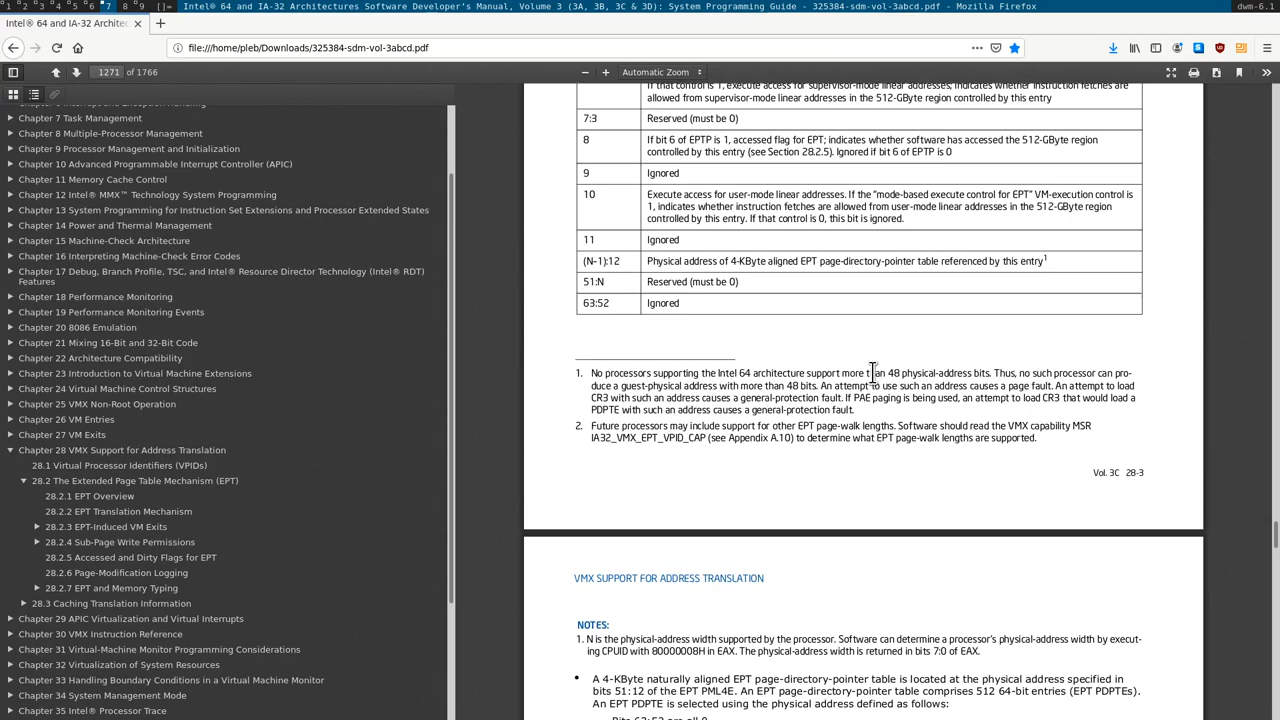 1 2 3 4 5 6 7 8 9 []= Intel® 64 and IA-32 Architectures Software Developer's Manual, Volume 3 (3A, 3B, 3C & 3D): System Programming Guide - 325384-sdm-vol-3abcd.pdf - Mozilla Firefox dwm-6.1
Intel® 64 and IA-32 Architec
file:///home/pleb/Downloads/325384-sdm-vol-3abcd.pdf
1271 of 1766 Automatic Zoom
Chapter 7 Task Management
Chapter 8 Multiple-Processor Management
Chapter 9 Processor Management and Initialization
Chapter 10 Advanced Programmable Interrupt Controller (APIC)
Chapter 11 Memory Cache Control
Chapter 12 Intel® MMX™ Technology System Programming
Chapter 13 System Programming for Instruction Set Extensions and Processor Extended States
Chapter 14 Power and Thermal Management
Chapter 15 Machine-Check Architecture
Chapter 16 Interpreting Machine-Check Error Codes
Chapter 17 Debug, Branch Profile, TSC, and Intel® Resource Director Technology (Intel® RDT)
Features
Chapter 18 Performance Monitoring
Chapter 19 Performance Monitoring Events
Chapter 20 8086 Emulation
Chapter 21 Mixing 16-Bit and 32-Bit Code
Chapter 22 Architecture Compatibility
Chapter 23 Introduction to Virtual Machine Extensions
Chapter 24 Virtual Machine Control Structures
Chapter 25 VMX Non-Root Operation
Chapter 26 VM Entries
Chapter 27 VM Exits
Chapter 28 VMX Support for Address Translation
28.1 Virtual Processor Identifiers (VPIDs)
28.2 The Extended Page Table Mechanism (EPT)
28.2.1 EPT Overview
28.2.2 EPT Translation Mechanism
28.2.3 EPT-Induced VM Exits
28.2.4 Sub-Page Write Permissions
28.2.5 Accessed and Dirty Flags for EPT
28.2.6 Page-Modification Logging
28.2.7 EPT and Memory Typing
28.3 Caching Translation Information
Chapter 29 APIC Virtualization and Virtual Interrupts
Chapter 30 VMX Instruction Reference
Chapter 31 Virtual-Machine Monitor Programming Considerations
Chapter 32 Virtualization of System Resources
Chapter 33 Handling Boundary Conditions in a Virtual Machine Monitor
Chapter 34 System Management Mode
Chapter 35 Intel® Processor Trace
If that control is 1, execute access for supervisor-mode linear addresses; indicates whether instruction fetches are
allowed from supervisor-mode linear addresses in the 512-GByte region controlled by this entry
7:3 Reserved (must be 0)
8 If bit 6 of EPTP is 1, accessed flag for EPT; indicates whether software has accessed the 512-GByte region
controlled by this entry (see Section 28.2.5). Ignored if bit 6 of EPTP is 0
9 Ignored
10 Execute access for user-mode linear addresses. If the “mode-based execute control for EPT” VM-execution control is
1, indicates whether instruction fetches are allowed from user-mode linear addresses in the 512-GByte region
controlled by this entry. If that control is 0, this bit is ignored.
11 Ignored
(N-1):12 Physical address of 4-KByte aligned EPT page-directory-pointer table referenced by this entry1
51:N Reserved (must be 0)
63:52 Ignored
1. No processors supporting the Intel 64 architecture support more than 48 physical-address bits. Thus, no such processor can pro-
duce a guest-physical address with more than 48 bits. An attempt to use such an address causes a page fault. An attempt to load
CR3 with such an address causes a general-protection fault. If PAE paging is being used, an attempt to load CR3 that would load a
PDPTE with such an address causes a general-protection fault.
2. Future processors may include support for other EPT page-walk lengths. Software should read the VMX capability MSR
IA32_VMX_EPT_VPID_CAP (see Appendix A.10) to determine what EPT page-walk lengths are supported.
Vol. 3C 28-3
VMX SUPPORT FOR ADDRESS TRANSLATION
NOTES:
1. N is the physical-address width supported by the processor. Software can determine a processor's physical-address width by execut-
ing CPUID with 80000008H in EAX. The physical-address width is returned in bits 7:0 of EAX.
• A 4-KByte naturally aligned EPT page-directory-pointer table is located at the physical address specified in
bits 51:12 of the EPT PML4E. An EPT page-directory-pointer table comprises 512 64-bit entries (EPT PDPTEs).
An EPT PDPTE is selected using the physical address defined as follows: